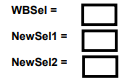 WBSel =
NewSel1 =
NewSel2 =